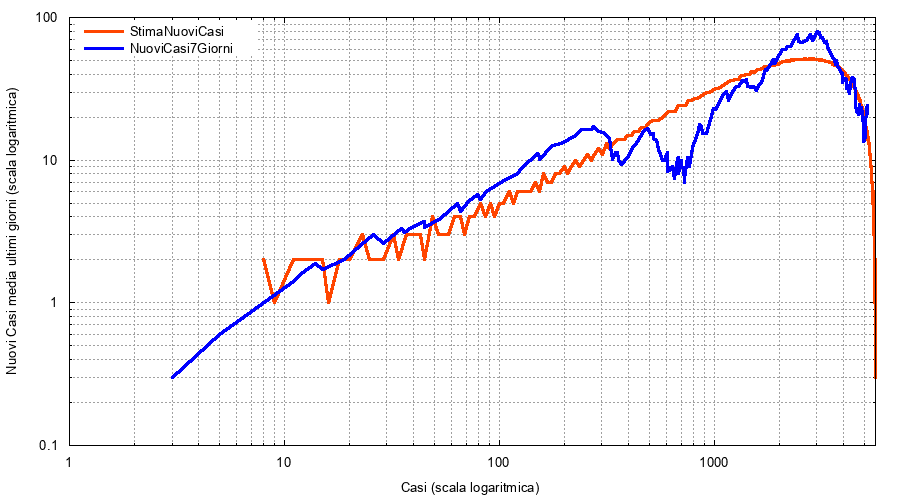 100
StimaNuoviCasi
NuoviCasi7Giorni
10
1
0.1
Nuovi Casi media ultimi giorni (scala logaritmica)
1
10
100
1000
Casi (scala logaritmica)